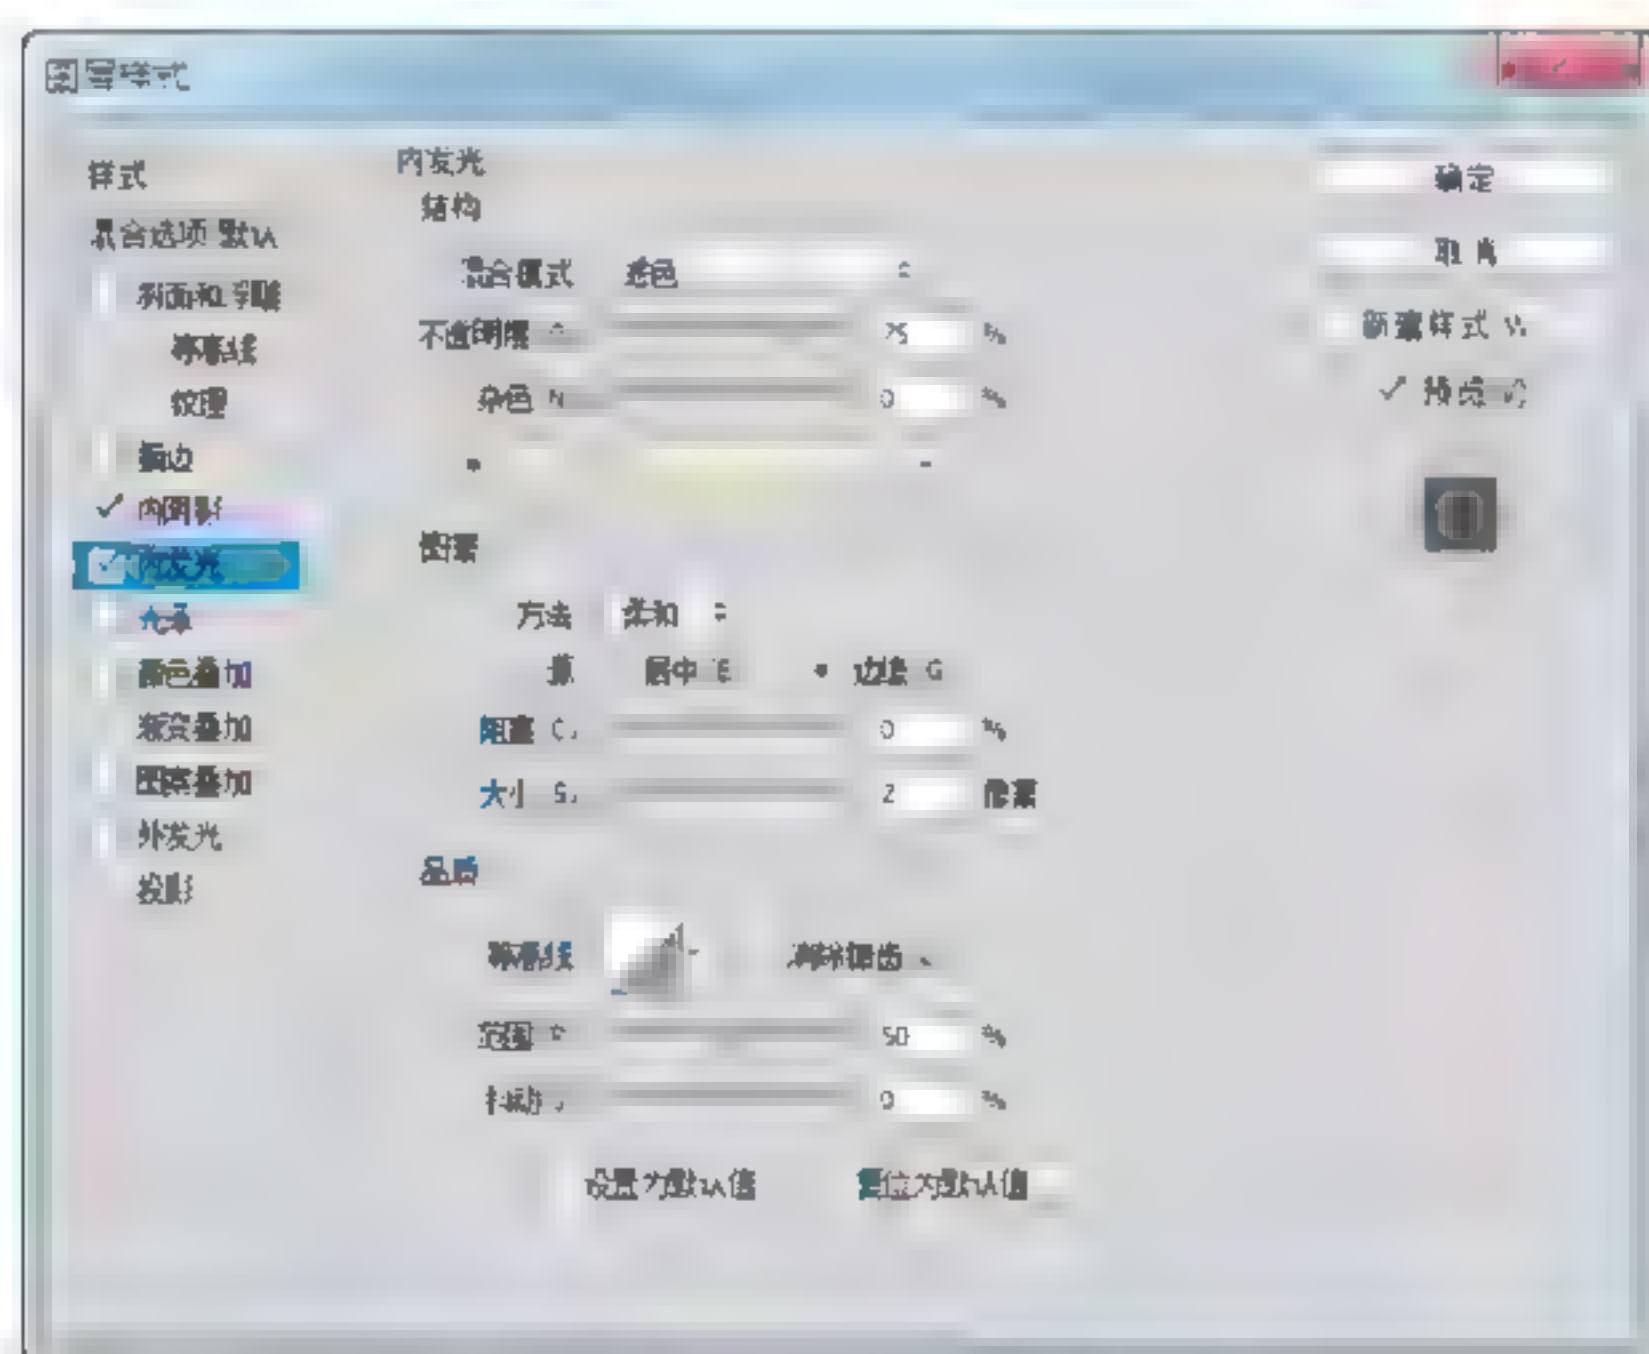 图层样式
样式
混合选项:默认
斜面和浮雕
等高线
纹理
描边
内阴影
内发光
光泽
颜色叠加
渐变叠加
图案叠加
外发光
投影
内发光
结构
混合模式 滤色
不透明度 75 %
杂色 N 0 %
图素
方法 柔和
源 居中 E 边缘 G
阻塞 C 0 %
大小 S 2 像素
品质
等高线 消除锯齿 L
范围 50 %
抖动 J 0 %
设置为默认值 复位为默认值
确定
取消
新建样式 W
预览 V